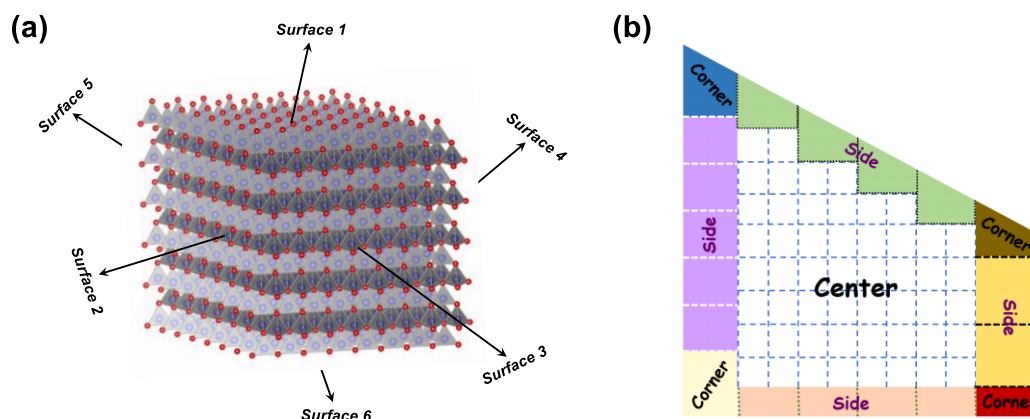 (a)
Surface 1
Surface 5
Surface 4
Surface 2
Surface 3
Surface 6
(b)
Corner
Side
Side
Corner
Center
Side
Corner
Side
Corner